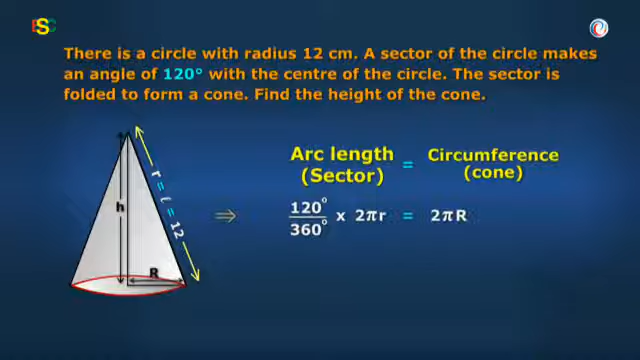 ESC
There is a circle with radius 12 cm. A sector of the circle makes
an angle of 120° with the centre of the circle. The sector is
folded to form a cone. Find the height of the cone.
h
r = ℓ = 12
R
Arc length (Sector) = Circumference (cone)
⇒ 120°/360° x 2πr = 2πR